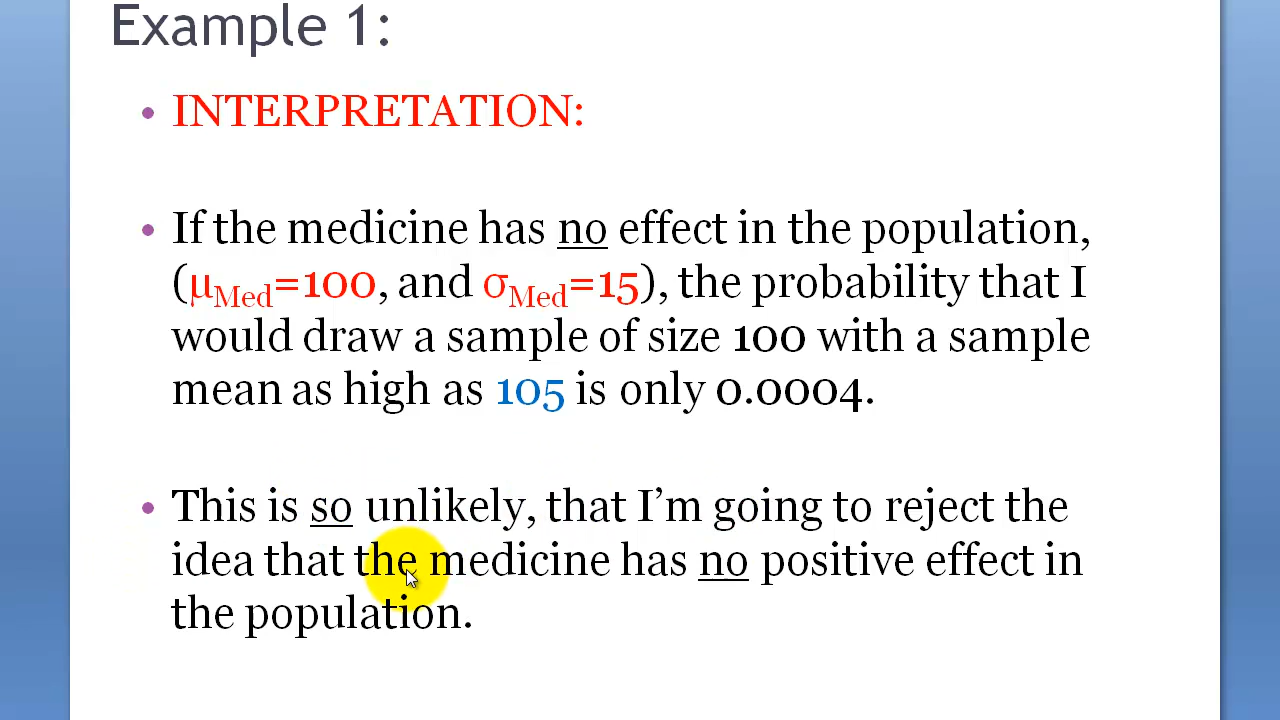 Example 1:
• INTERPRETATION:
• If the medicine has no effect in the population,
(μMed=100, and σMed=15), the probability that I
would draw a sample of size 100 with a sample
mean as high as 105 is only 0.0004.
• This is so unlikely, that I’m going to reject the
idea that the medicine has no positive effect in
the population.